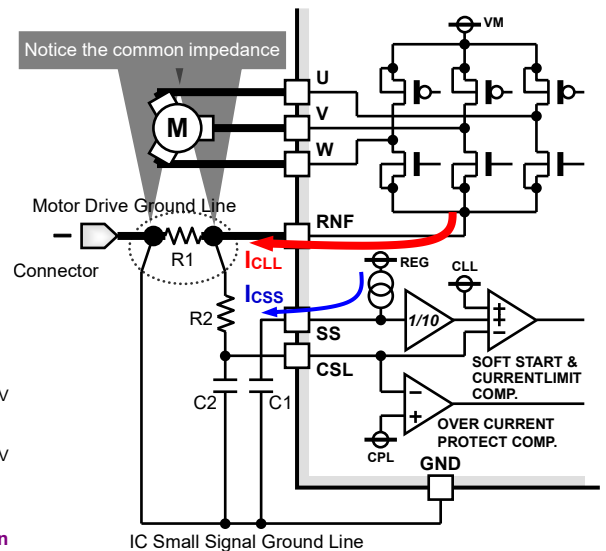 Notice the common impedance
VM
U
V
W
M
Motor Drive Ground Line
RNF
Connector
R1
ICLL
REG
CLL
ICSS
R2
SS
1/10
+
+
−
CSL
SOFT START &
CURRENTLIMIT
COMP.
C2
C1
−
+
OVER CURRENT
PROTECT COMP.
CPL
GND
V
V
n
IC Small Signal Ground Line